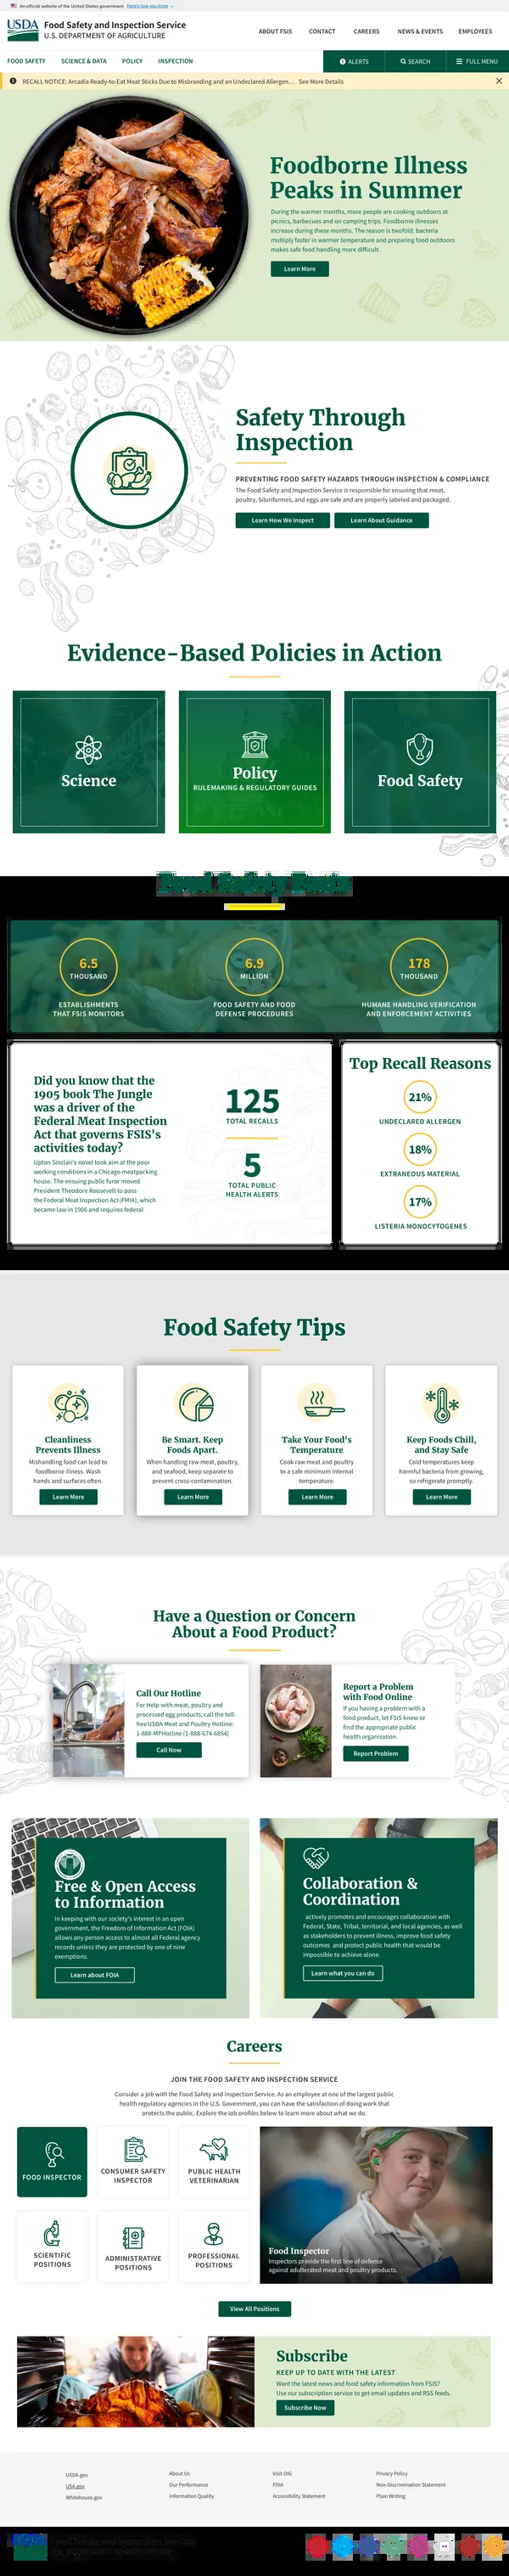 An official website of the United States government Here's how you know
USDA Food Safety and Inspection Service
U.S. DEPARTMENT OF AGRICULTURE
ABOUT FSIS CONTACT CAREERS NEWS & EVENTS EMPLOYEES
FOOD SAFETY SCIENCE & DATA POLICY INSPECTION ALERTS SEARCH FULL MENU
RECALL NOTICE: Arcadia Ready-to-Eat Meat Sticks Due to Misbranding and an Undeclared Allergen... See More Details
Foodborne Illness
Peaks in Summer
During the warmer months, more people are cooking outdoors at
picnics, barbecues and on camping trips. Foodborne illnesses
increase during these months. The reason is twofold: bacteria
multiply faster in warmer temperature and preparing food outdoors
makes safe food handling more difficult.
Learn More
Safety Through
Inspection
PREVENTING FOOD SAFETY HAZARDS THROUGH INSPECTION & COMPLIANCE
The Food Safety and Inspection Service is responsible for ensuring that meat,
poultry, Siluriformes, and eggs are safe and are properly labeled and packaged.
Learn How We Inspect Learn About Guidance
Evidence-Based Policies in Action
Science
Policy
RULEMAKING & REGULATORY GUIDES
Food Safety
6.5
THOUSAND
ESTABLISHMENTS
THAT FSIS MONITORS
6.9
MILLION
FOOD SAFETY AND FOOD
DEFENSE PROCEDURES
178
THOUSAND
HUMANE HANDLING VERIFICATION
AND ENFORCEMENT ACTIVITIES
Did you know that the
1905 book The Jungle
was a driver of the
Federal Meat Inspection
Act that governs FSIS's
activities today?
Upton Sinclair's novel took aim at the poor
working conditions in a Chicago meatpacking
house. The ensuing public furor moved
President Theodore Roosevelt to pass
the Federal Meat Inspection Act (FMIA), which
became law in 1906 and requires federal
125
TOTAL RECALLS
5
TOTAL PUBLIC
HEALTH ALERTS
Top Recall Reasons
21%
UNDECLARED ALLERGEN
18%
EXTRANEOUS MATERIAL
17%
LISTERIA MONOCYTOGENES
Food Safety Tips
Cleanliness
Prevents Illness
Mishandling food can lead to
foodborne illness. Wash
hands and surfaces often.
Learn More
Be Smart. Keep
Foods Apart.
When handling raw meat, poultry,
and seafood, keep separate to
prevent cross-contamination.
Learn More
Take Your Food's
Temperature
Cook raw meat and poultry
to a safe minimum internal
temperature.
Learn More
Keep Foods Chill,
and Stay Safe
Cold temperatures keep
harmful bacteria from growing,
so refrigerate promptly.
Learn More
Have a Question or Concern
About a Food Product?
Call Our Hotline
For Help with meat, poultry and
processed egg products, call the toll-
free USDA Meat and Poultry Hotline:
1-888-MPHotline (1-888-674-6854)
Call Now
Report a Problem
with Food Online
If you having a problem with a
food product, let FSIS know or
find the appropriate public
health organization.
Report Problem
Free & Open Access
to Information
In keeping with our society's interest in an open
government, the Freedom of Information Act (FOIA)
allows any person access to almost all Federal agency
records unless they are protected by one of nine
exemptions.
Learn about FOIA
Collaboration &
Coordination
actively promotes and encourages collaboration with
Federal, State, Tribal, territorial, and local agencies, as well
as stakeholders to prevent illness, improve food safety
outcomes and protect public health that would be
impossible to achieve alone.
Learn what you can do
Careers
JOIN THE FOOD SAFETY AND INSPECTION SERVICE
Consider a job with the Food Safety and Inspection Service. As an employee at one of the largest public
health agencies in the U.S. Government, you can have the satisfaction of doing work that
protects the public. Explore the job profiles below to learn more about what we do.
FOOD INSPECTOR
CONSUMER SAFETY
INSPECTOR
PUBLIC HEALTH
VETERINARIAN
SCIENTIFIC
POSITIONS
ADMINISTRATIVE
POSITIONS
PROFESSIONAL
POSITIONS
Food Inspector
Inspectors provide the first line of defense
against adulterated meat and poultry products.
View All Positions
Subscribe
KEEP UP TO DATE WITH THE LATEST
Want the latest news and food safety information from FSIS?
Use our subscription service to get email updates and RSS feeds.
Subscribe Now
USDA.gov
USA.gov
Whitehouse.gov
About Us
Our Performance
Information Quality
Visit OIG
FOIA
Accessibility Statement
Privacy Policy
Non-Discrimination Statement
Plain Writing